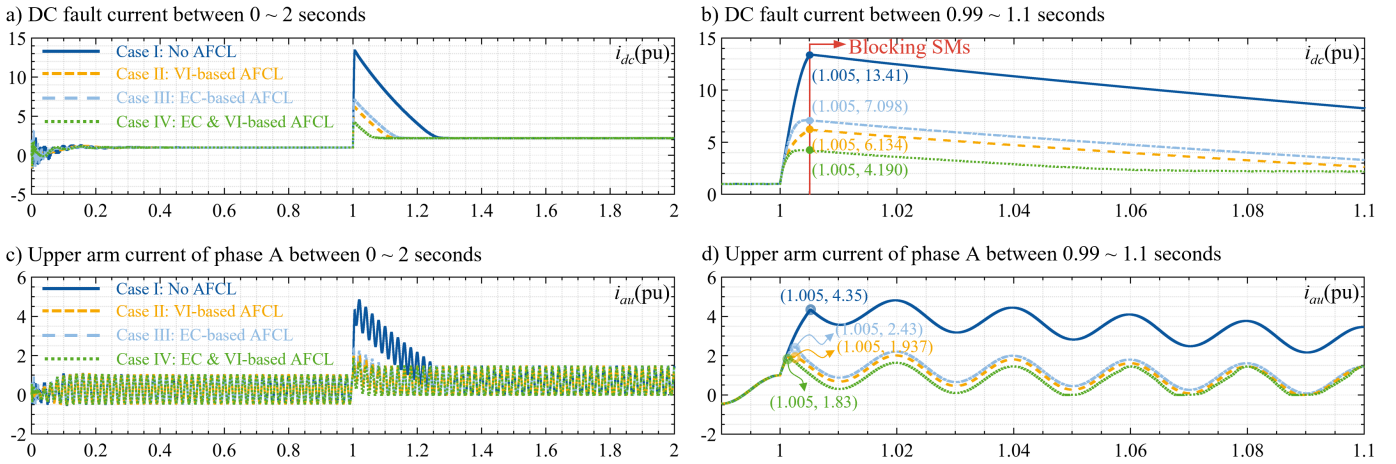 a) DC fault current between 0 ~ 2 seconds
15
10
5
0
-5
Case I: No AFCL
Case II: VI-based AFCL
Case III: EC-based AFCL
Case IV: EC & VI-based AFCL
i_dc(pu)
0 0.2 0.4 0.6 0.8 1 1.2 1.4 1.6 1.8 2
b) DC fault current between 0.99 ~ 1.1 seconds
15
10
5
0
Blocking SMs
i_dc(pu)
(1.005, 13.41)
(1.005, 7.098)
(1.005, 6.134)
(1.005, 4.190)
1 1.02 1.04 1.06 1.08 1.1
c) Upper arm current of phase A between 0 ~ 2 seconds
6
4
2
0
-2
Case I: No AFCL
Case II: VI-based AFCL
Case III: EC-based AFCL
Case IV: EC & VI-based AFCL
i_au(pu)
0 0.2 0.4 0.6 0.8 1 1.2 1.4 1.6 1.8 2
d) Upper arm current of phase A between 0.99 ~ 1.1 seconds
6
4
2
0
-2
i_au(pu)
(1.005, 4.35)
(1.005, 2.43)
(1.005, 1.937)
(1.005, 1.83)
1 1.02 1.04 1.06 1.08 1.1